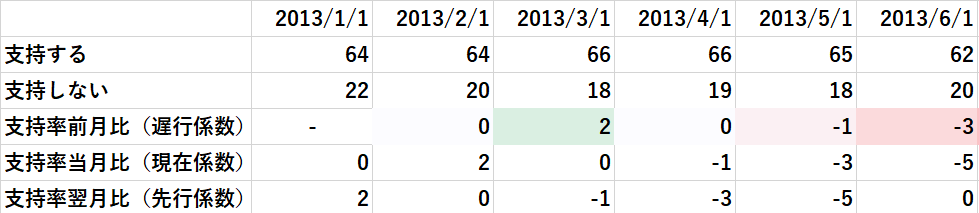 2013/1/1 2013/2/1 2013/3/1 2013/4/1 2013/5/1 2013/6/1
支持する 64 64 66 66 65 62
支持しない 22 20 18 19 18 20
支持率前月比（遅行係数） - 0 2 0 -1 -3
支持率当月比（現在係数） 0 2 0 -1 -3 -5
支持率翌月比（先行係数） 2 0 -1 -3 -5 0